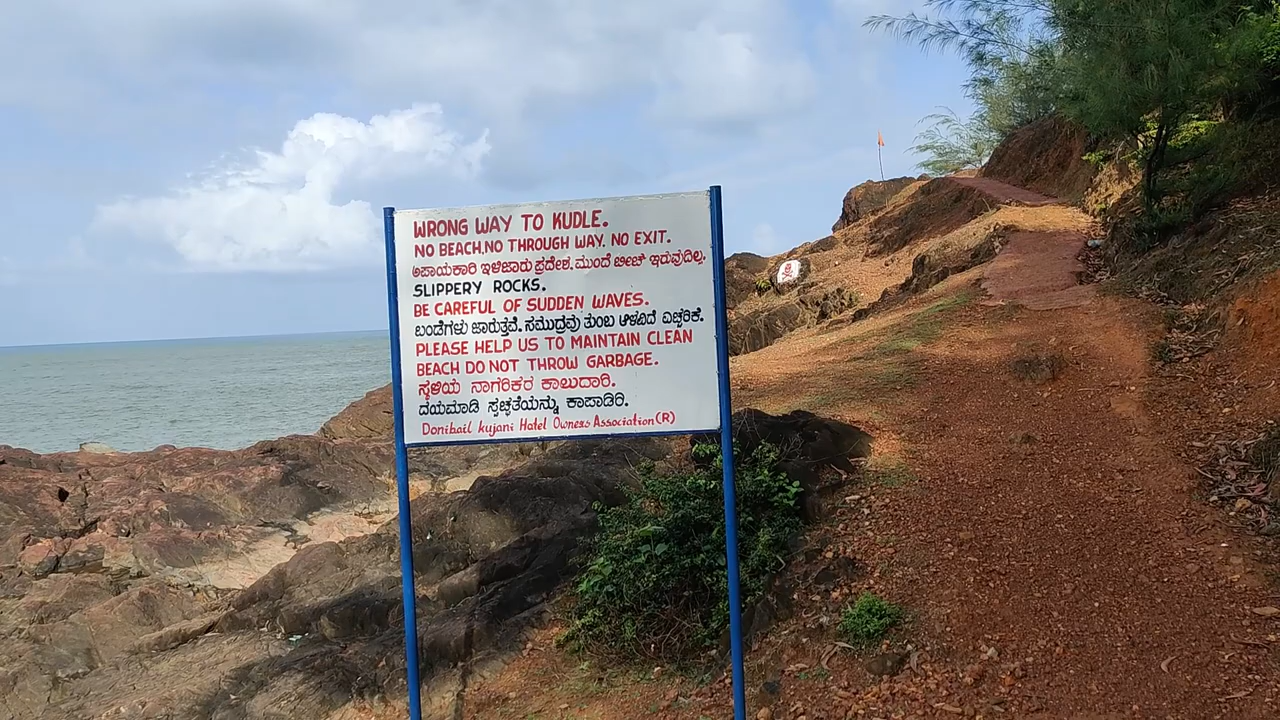 WRONG WAY TO KUDLE.
NO BEACH.NO THROUGH WAY. NO EXIT.
ಅಪಾಯಕಾರಿ ಇಳಿಜಾರು ಪ್ರದೇಶ. ಮುಂದೆ ಬೀಚ್ ಇರುವುದಿಲ್ಲ.
SLIPPERY ROCKS.
BE CAREFUL OF SUDDEN WAVES.
ಬಂಡೆಗಳು ಜಾರುತ್ತವೆ. ಸಮುದ್ರವು ತುಂಬ ಆಳವಿದೆ ಎಚ್ಚರಿಕೆ.
PLEASE HELP US TO MAINTAIN CLEAN
BEACH DO NOT THROW GARBAGE.
ಸ್ಥಳಿಯ ನಾಗರಿಕರ ಕಾಲುದಾರಿ.
ದಯಮಾಡಿ ಸ್ವಚ್ಛತೆಯನ್ನು ಕಾಪಾಡಿರಿ.
Donibail kujani Hotel Owners Association(R)